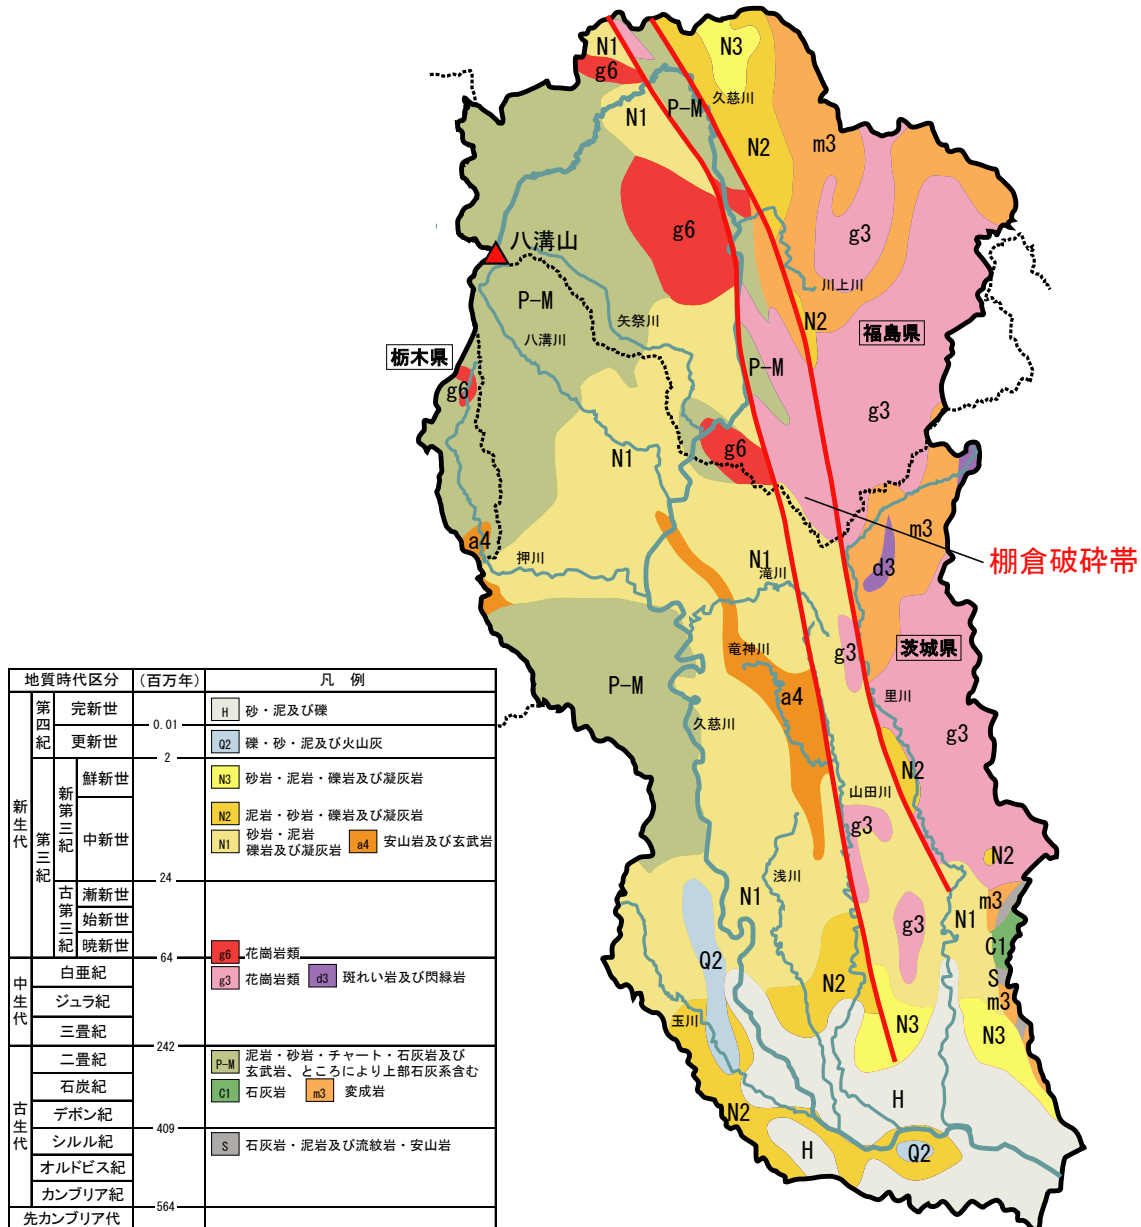 N1
N3
g6
久慈川
P-M
N1
m3
N2
g6
g3
八溝山
川上川
P-M
矢祭川
N2
福島県
八溝川
栃木県
P-M
g6
g3
g6
N1
m3
a4
押川
N1
滝川
d3
棚倉破砕帯
竜神川
g3
茨城県
P-M
a4
里川
久慈川
g3
N2
山田川
g3
N2
浅川
N1
m3
g3
N1
C1
Q2
N2
S
m3
玉川
N3
N3
H
N2
H
Q2
地質時代区分 (百万年) 凡 例
新生代
第四紀
完新世
0.01
H 砂・泥及び礫
更新世
2
Q2 礫・砂・泥及び火山灰
第三紀
新第三紀
鮮新世
N3 砂岩・泥岩・礫岩及び凝灰岩
中新世
N2 泥岩・砂岩・礫岩及び凝灰岩
N1 砂岩・泥岩
礫岩及び凝灰岩
a4 安山岩及び玄武岩
24
古第三紀
漸新世
始新世
暁新世
64
g6 花崗岩類
中生代
白亜紀
g3 花崗岩類 d3 斑れい岩及び閃緑岩
ジュラ紀
三畳紀
242
古生代
二畳紀
P-M 泥岩・砂岩・チャート・石灰岩及び
玄武岩、ところにより上部石灰系含む
石炭紀
C1 石灰岩 m3 変成岩
デボン紀
409
シルル紀
S 石灰岩・泥岩及び流紋岩・安山岩
オルドビス紀
カンブリア紀
564
先カンブリア代